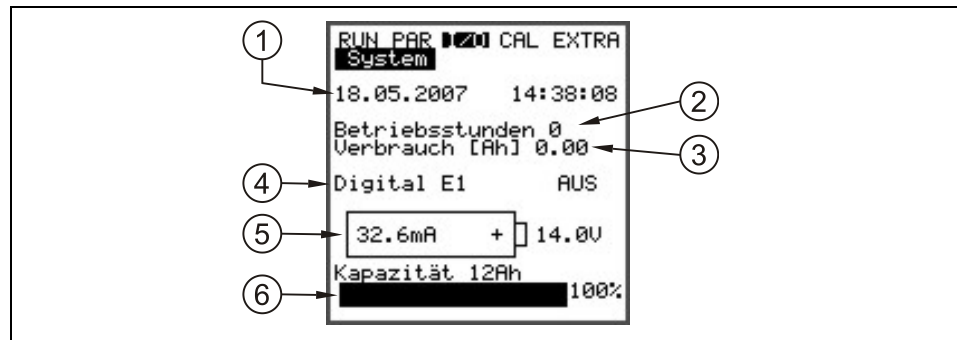 RUN PAR I/O CAL EXTRA
System
18.05.2007 14:38:08
Betriebsstunden 0
Verbrauch [Ah] 0.00
Digital E1 AUS
32.6mA + 14.0V
Kapazität 12Ah
100%
1
2
3
4
5
6